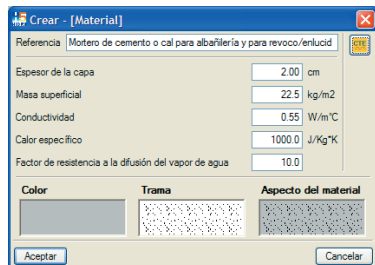 Crear - [Material]
Referencia Mortero de cemento o cal para albañilería y para revoco/enlucid
CTE
Espesor de la capa 2.00 cm
Masa superficial 22.5 kg/m2
Conductividad 0.55 W/m°C
Calor específico 1000.0 J/Kg*K
Factor de resistencia a la difusión del vapor de agua 10.0
Color Trama Aspecto del material
Aceptar Cancelar